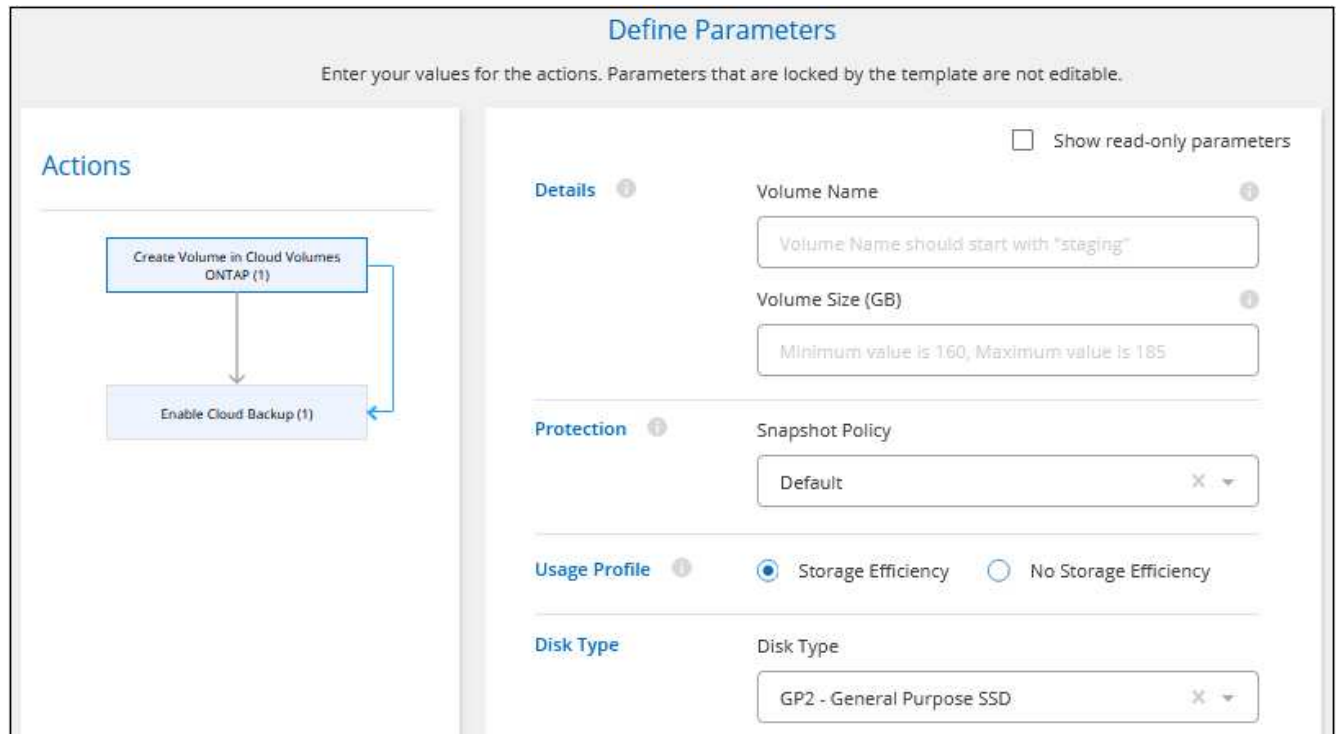 Define Parameters
Enter your values for the actions. Parameters that are locked by the template are not editable.
Actions
Create Volume in Cloud Volumes
ONTAP (1)
Enable Cloud Backup (1)
Show read-only parameters
Details
Volume Name
Volume Name should start with "staging"
Volume Size (GB)
Minimum value is 160, Maximum value is 185
Protection
Snapshot Policy
Default
Usage Profile
Storage Efficiency
No Storage Efficiency
Disk Type
Disk Type
GP2 - General Purpose SSD